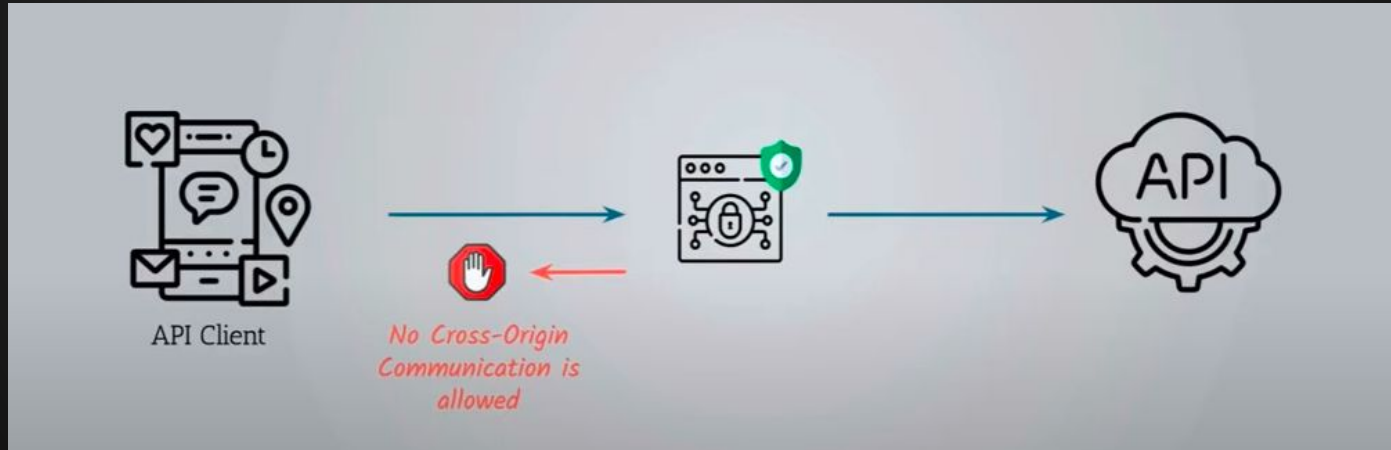 API
API Client
No Cross-Origin
Communication is
allowed